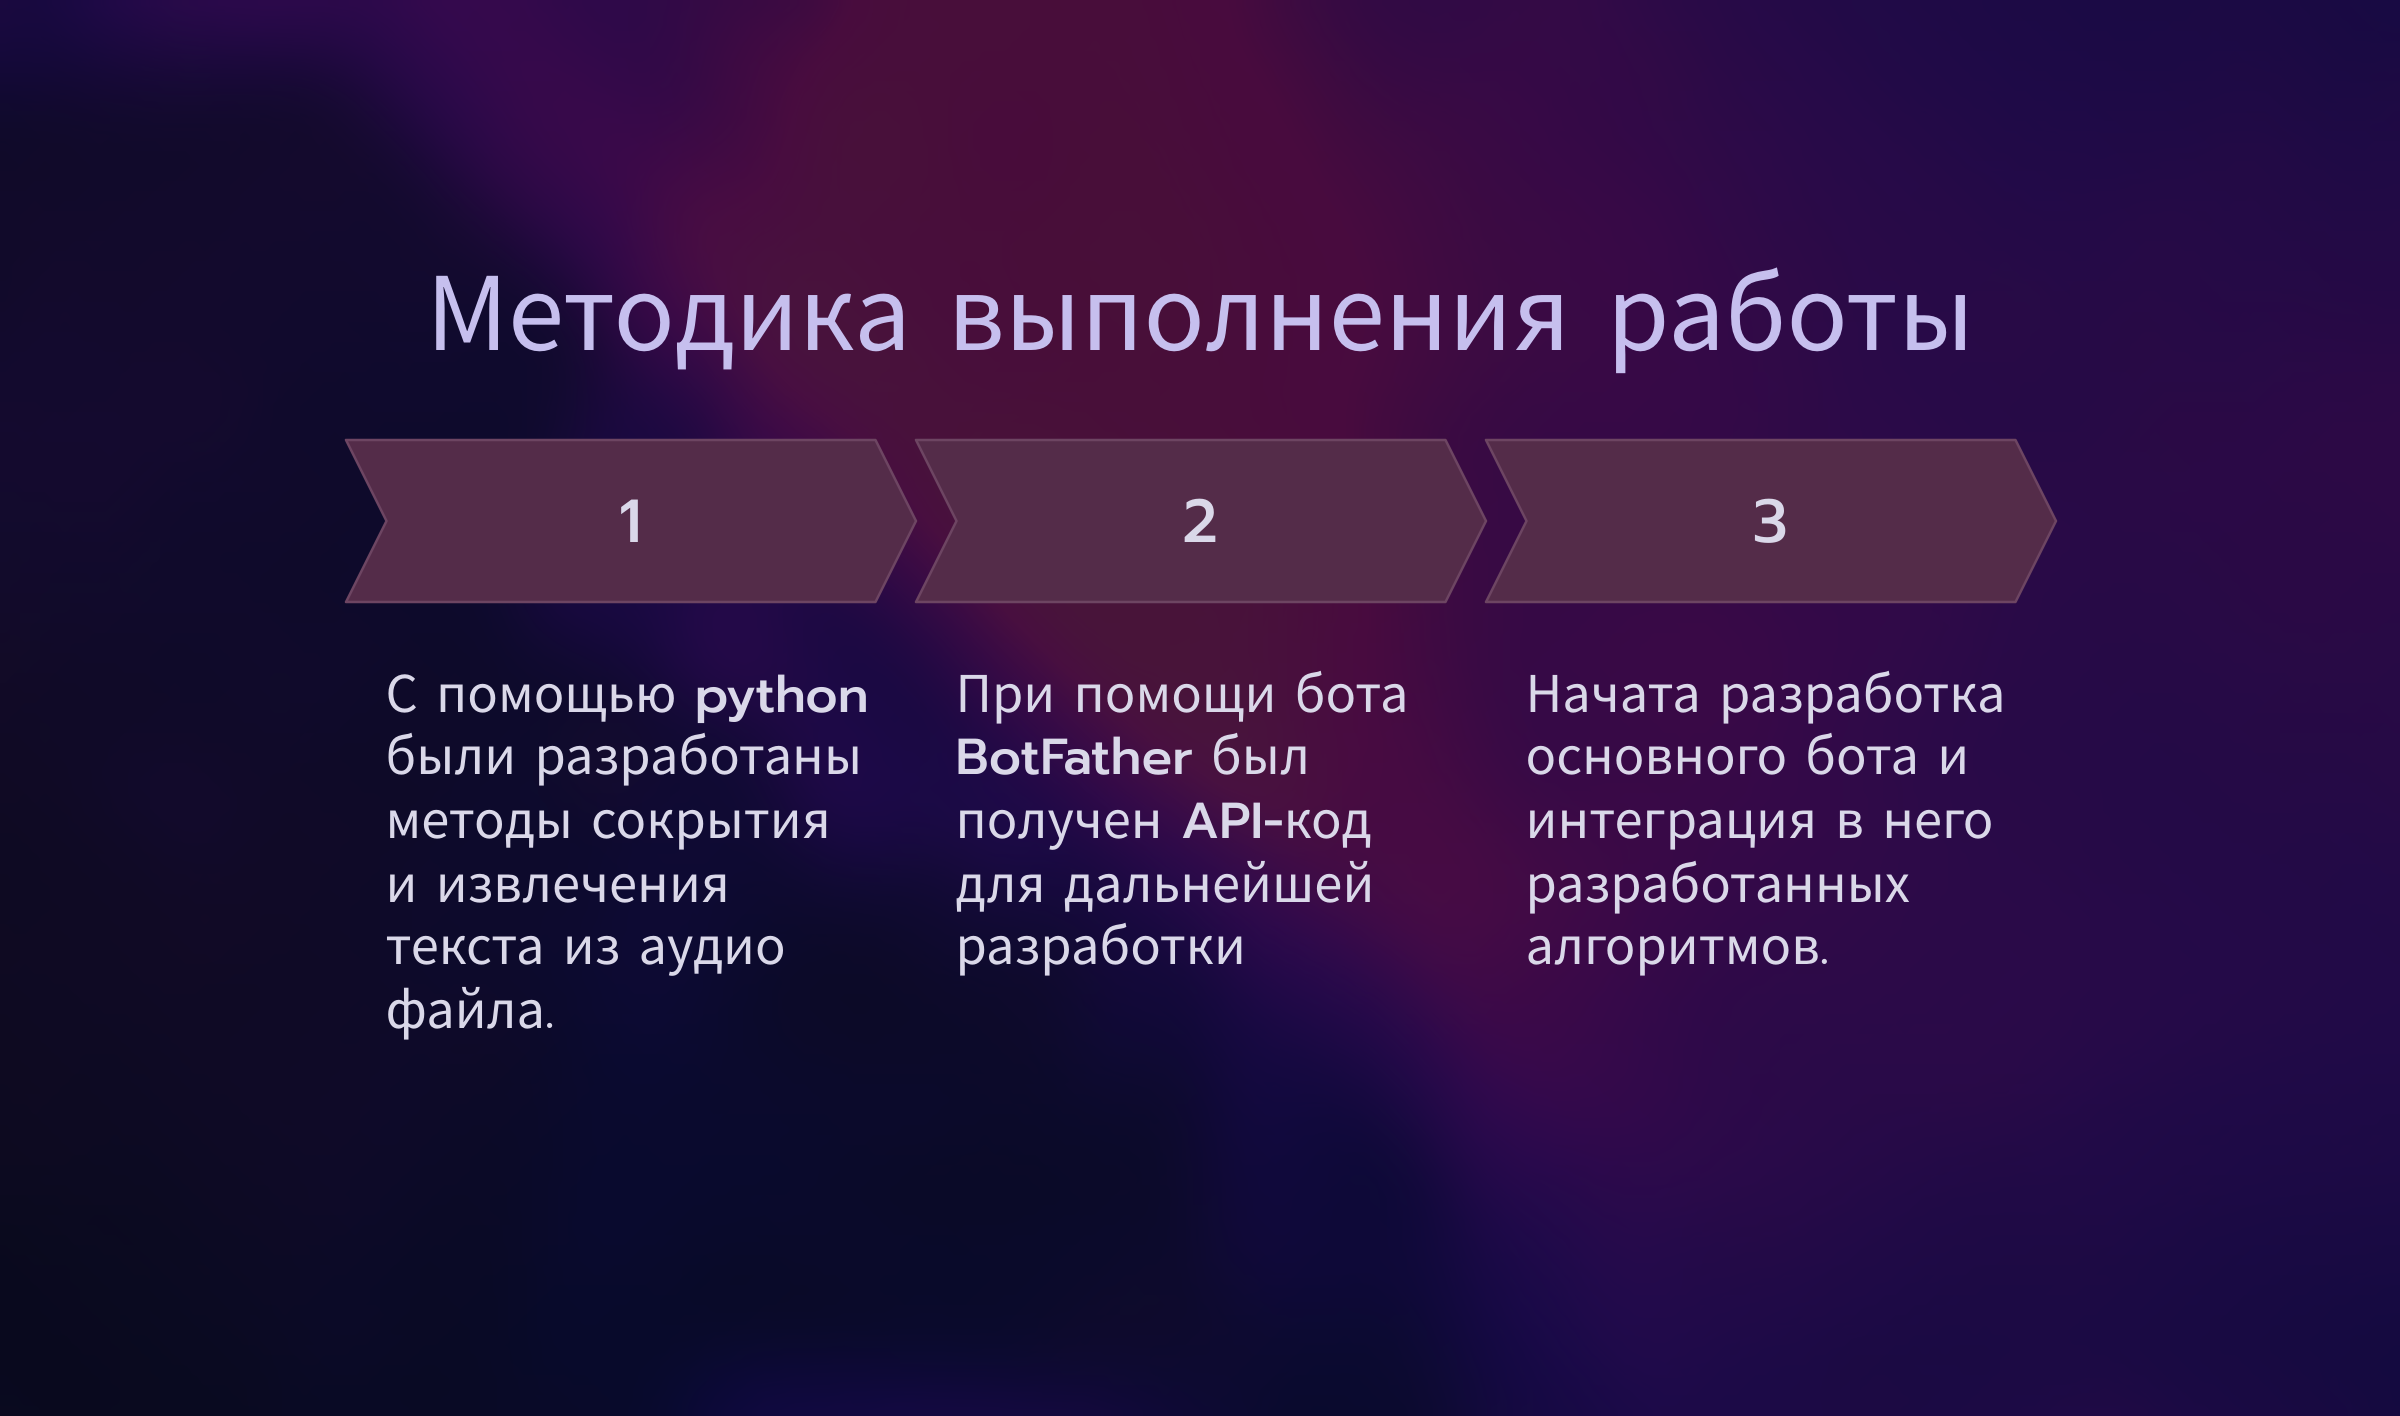 Методика выполнения работы
1
С помощью python
были разработаны
методы сокрытия
и извлечения
текста из аудио
файла.
2
При помощи бота
BotFather был
получен API-код
для дальнейшей
разработки
3
Начата разработка
основного бота и
интеграция в него
разработанных
алгоритмов.